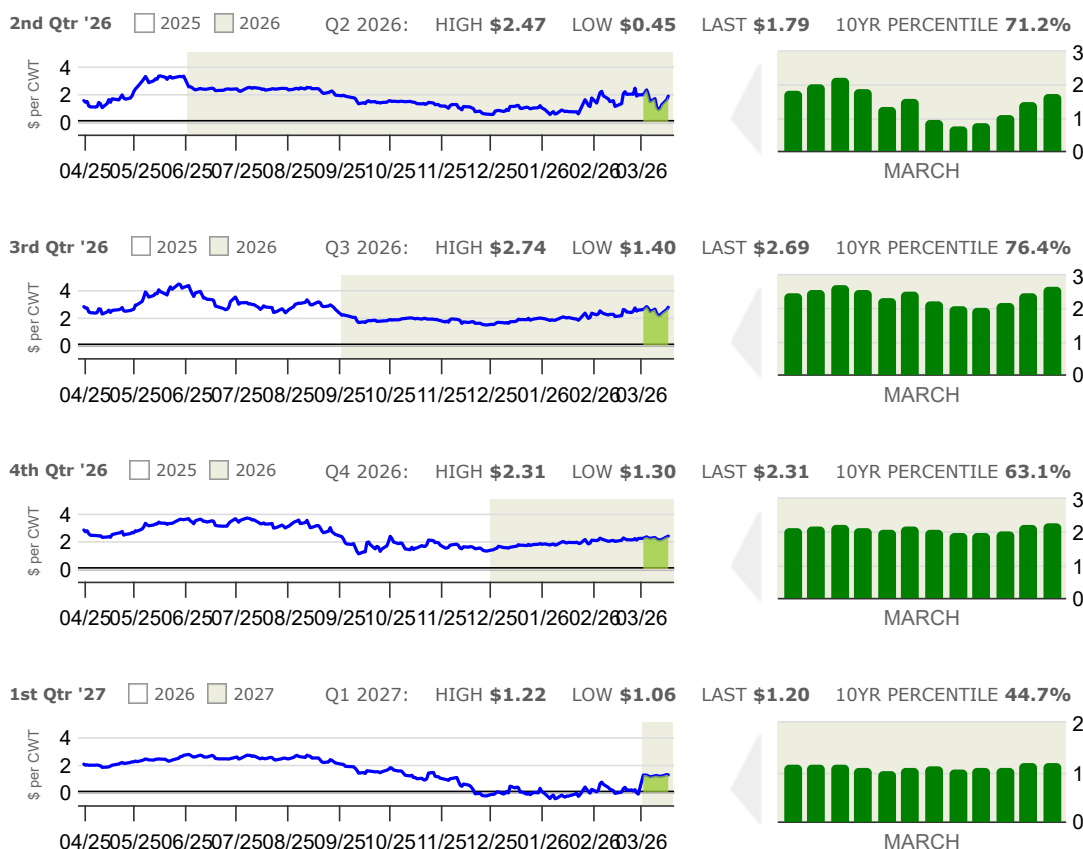 2nd Qtr '26 2025 2026 Q2 2026: HIGH $2.47 LOW $0.45 LAST $1.79 10YR PERCENTILE 71.2%
$ per CWT
4
2
0
04/25 05/25 06/25 07/25 08/25 09/25 10/25 11/25 12/25 01/26 02/26 03/26
3
2
1
0
MARCH
3rd Qtr '26 2025 2026 Q3 2026: HIGH $2.74 LOW $1.40 LAST $2.69 10YR PERCENTILE 76.4%
$ per CWT
4
2
0
04/25 05/25 06/25 07/25 08/25 09/25 10/25 11/25 12/25 01/26 02/26 03/26
3
2
1
0
MARCH
4th Qtr '26 2025 2026 Q4 2026: HIGH $2.31 LOW $1.30 LAST $2.31 10YR PERCENTILE 63.1%
$ per CWT
4
2
0
04/25 05/25 06/25 07/25 08/25 09/25 10/25 11/25 12/25 01/26 02/26 03/26
3
2
1
0
MARCH
1st Qtr '27 2026 2027 Q1 2027: HIGH $1.22 LOW $1.06 LAST $1.20 10YR PERCENTILE 44.7%
$ per CWT
4
2
0
04/25 05/25 06/25 07/25 08/25 09/25 10/25 11/25 12/25 01/26 02/26 03/26
2
1
0
MARCH